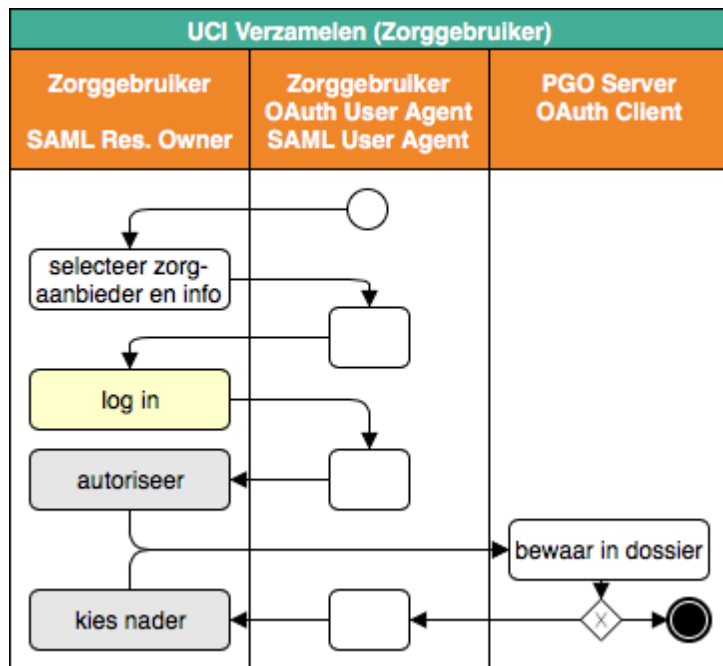 UCI Verzamelen (Zorggebruiker)
Zorggebruiker
SAML Res. Owner
Zorggebruiker
OAuth User Agent
SAML User Agent
PGO Server
OAuth Client
selecteer zorg-
aanbieder en info
log in
autoriseer
bewaar in dossier
kies nader
X